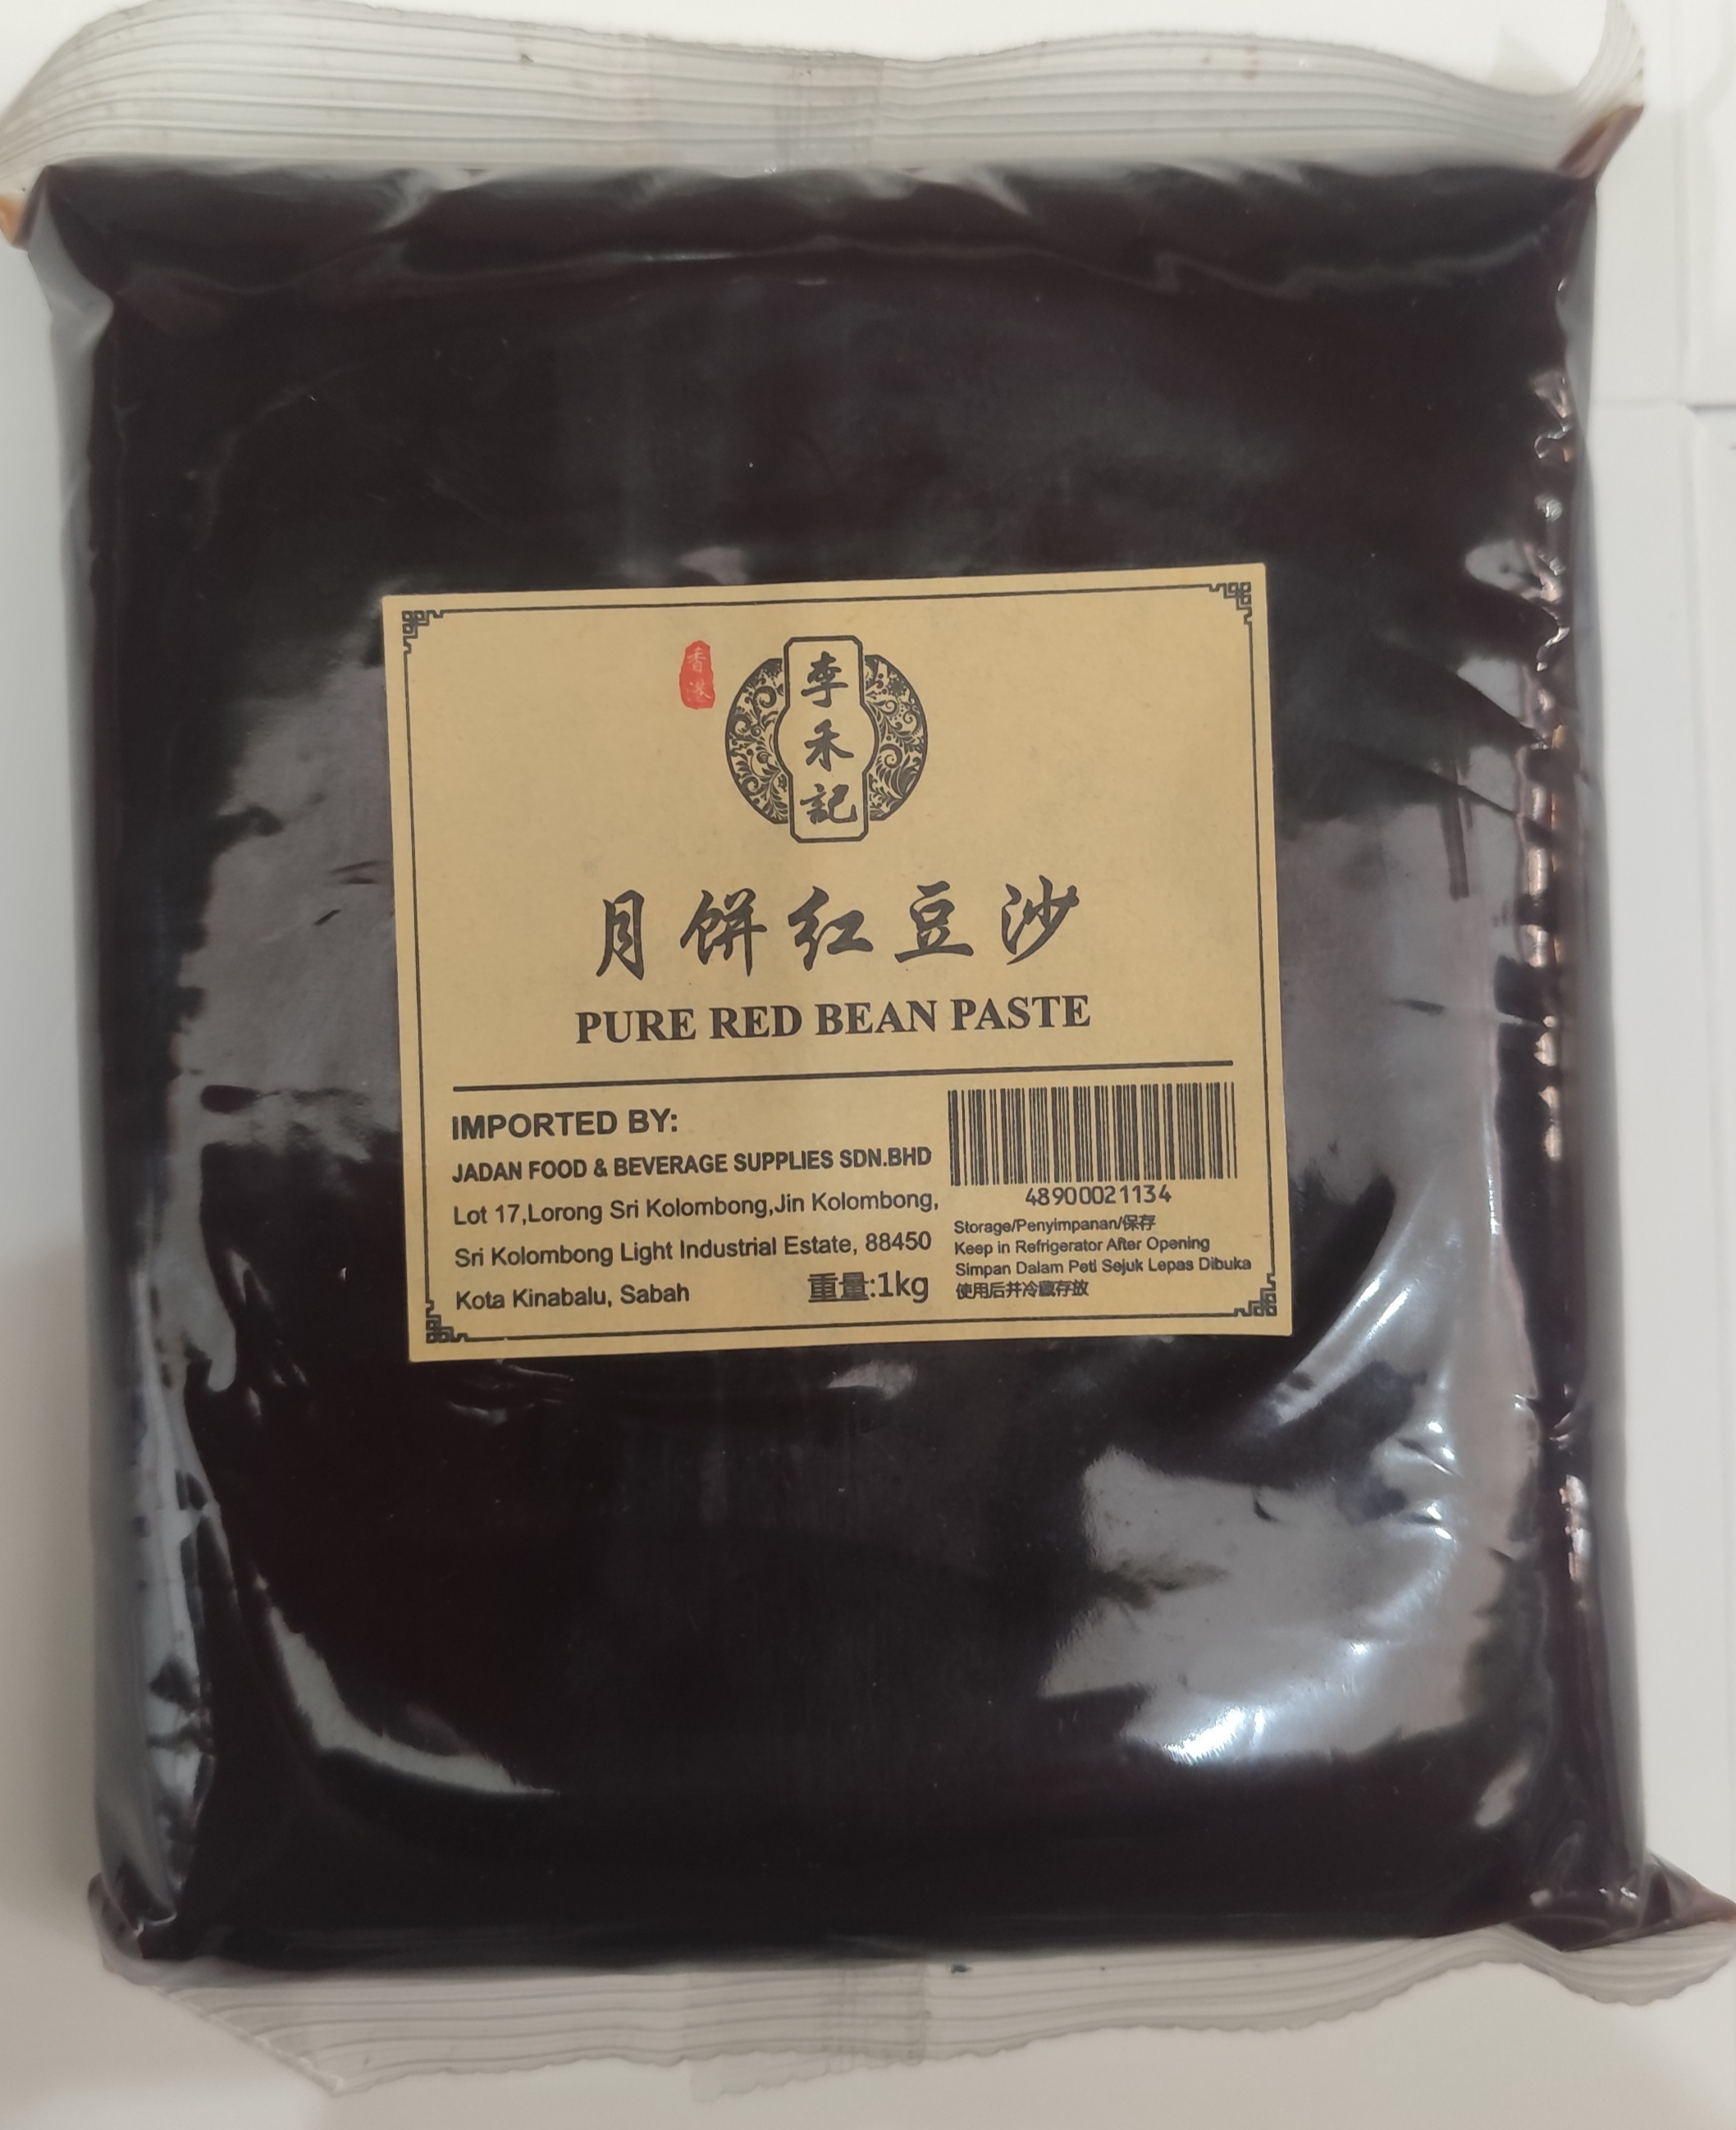 香港
李禾記
月饼红豆沙
PURE RED BEAN PASTE
IMPORTED BY:
JADAN FOOD & BEVERAGE SUPPLIES SDN.BHD
Lot 17,Lorong Sri Kolombong,Jin Kolombong,
Sri Kolombong Light Industrial Estate, 88450
Kota Kinabalu, Sabah
重量:1kg
48900021134
Storage/Penyimpanan/保存
Keep in Refrigerator After Opening
Simpan Dalam Peti Sejuk Lepas Dibuka
使用后并冷藏存放